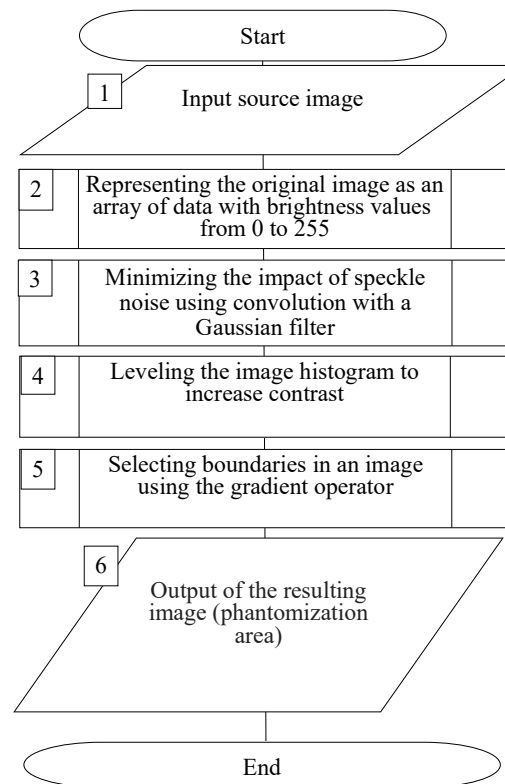 Start
1
Input source image
2
Representing the original image as an
array of data with brightness values
from 0 to 255
3
Minimizing the impact of speckle
noise using convolution with a
Gaussian filter
4
Leveling the image histogram to
increase contrast
5
Selecting boundaries in an image
using the gradient operator
6
Output of the resulting
image (phantomization
area)
End